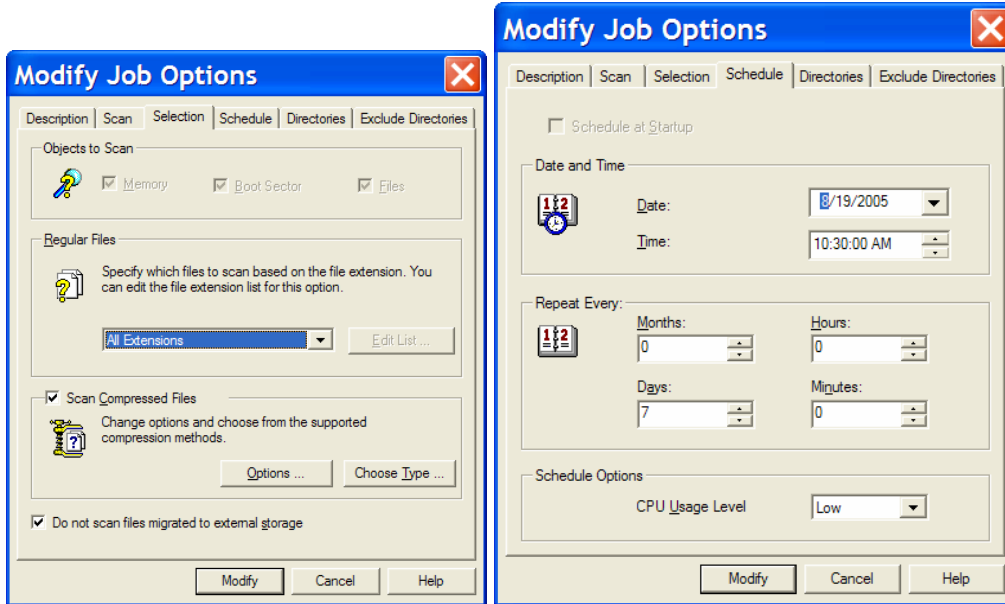 Modify Job Options
Description Scan Selection Schedule Directories Exclude Directories
Objects to Scan
Memory Boot Sector Files
Regular Files
Specify which files to scan based on the file extension. You
can edit the file extension list for this option.
All Extensions Edit List ...
Scan Compressed Files
Change options and choose from the supported
compression methods.
Options ... Choose Type ...
Do not scan files migrated to external storage
Modify Cancel Help
Modify Job Options
Description Scan Selection Schedule Directories Exclude Directories
Schedule at Startup
Date and Time
Date: 8/19/2005
Time: 10:30:00 AM
Repeat Every:
Months: Hours:
0 0
Days: Minutes:
7 0
Schedule Options
CPU Usage Level Low
Modify Cancel Help